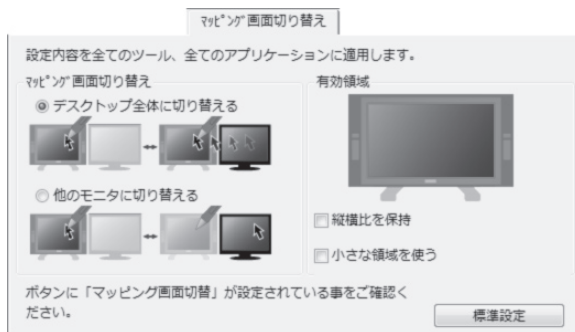 ﾏｯﾋﾟﾝｸﾞ画面切り替え
設定内容を全てのツール、全てのアプリケーションに適用します。
ﾏｯﾋﾟﾝｸﾞ画面切り替え
有効領域
デスクトップ全体に切り替える
他のモニタに切り替える
縦横比を保持
小さな領域を使う
ボタンに「マッピング画面切替」が設定されている事をご確認く
ださい。
標準設定